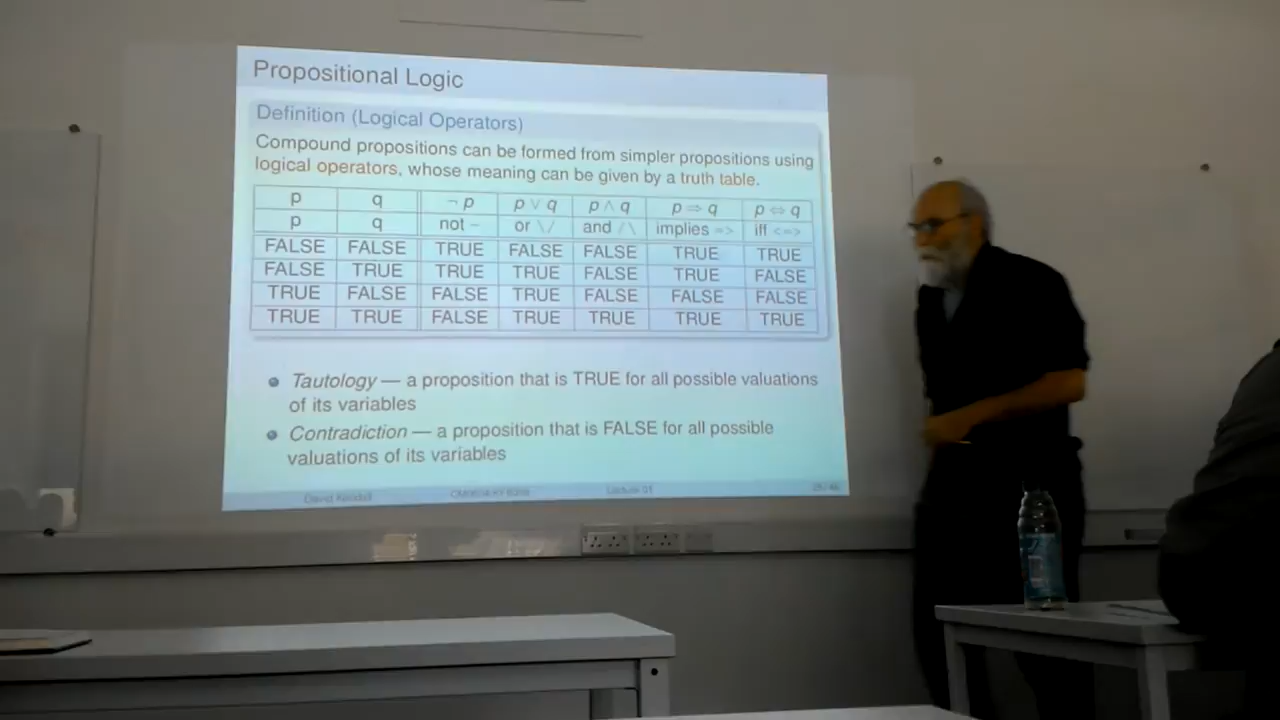 Propositional Logic
Definition (Logical Operators)
Compound propositions can be formed from simpler propositions using
logical operators, whose meaning can be given by a truth table.
p q ¬ p p ∨ q p ∧ q p ⇒ q p ⇔ q
p q not ~ or \/ and /\ implies => iff <=>
FALSE FALSE TRUE FALSE FALSE TRUE TRUE
FALSE TRUE TRUE TRUE FALSE TRUE FALSE
TRUE FALSE FALSE TRUE FALSE FALSE FALSE
TRUE TRUE FALSE TRUE TRUE TRUE TRUE
Tautology — a proposition that is TRUE for all possible valuations
of its variables
Contradiction — a proposition that is FALSE for all possible
valuations of its variables
David Kendall Lecture 01